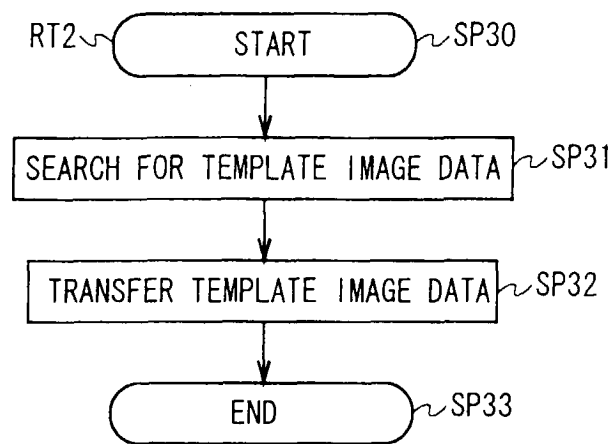 RT2 START SP30
SEARCH FOR TEMPLATE IMAGE DATA SP31
TRANSFER TEMPLATE IMAGE DATA SP32
END SP33